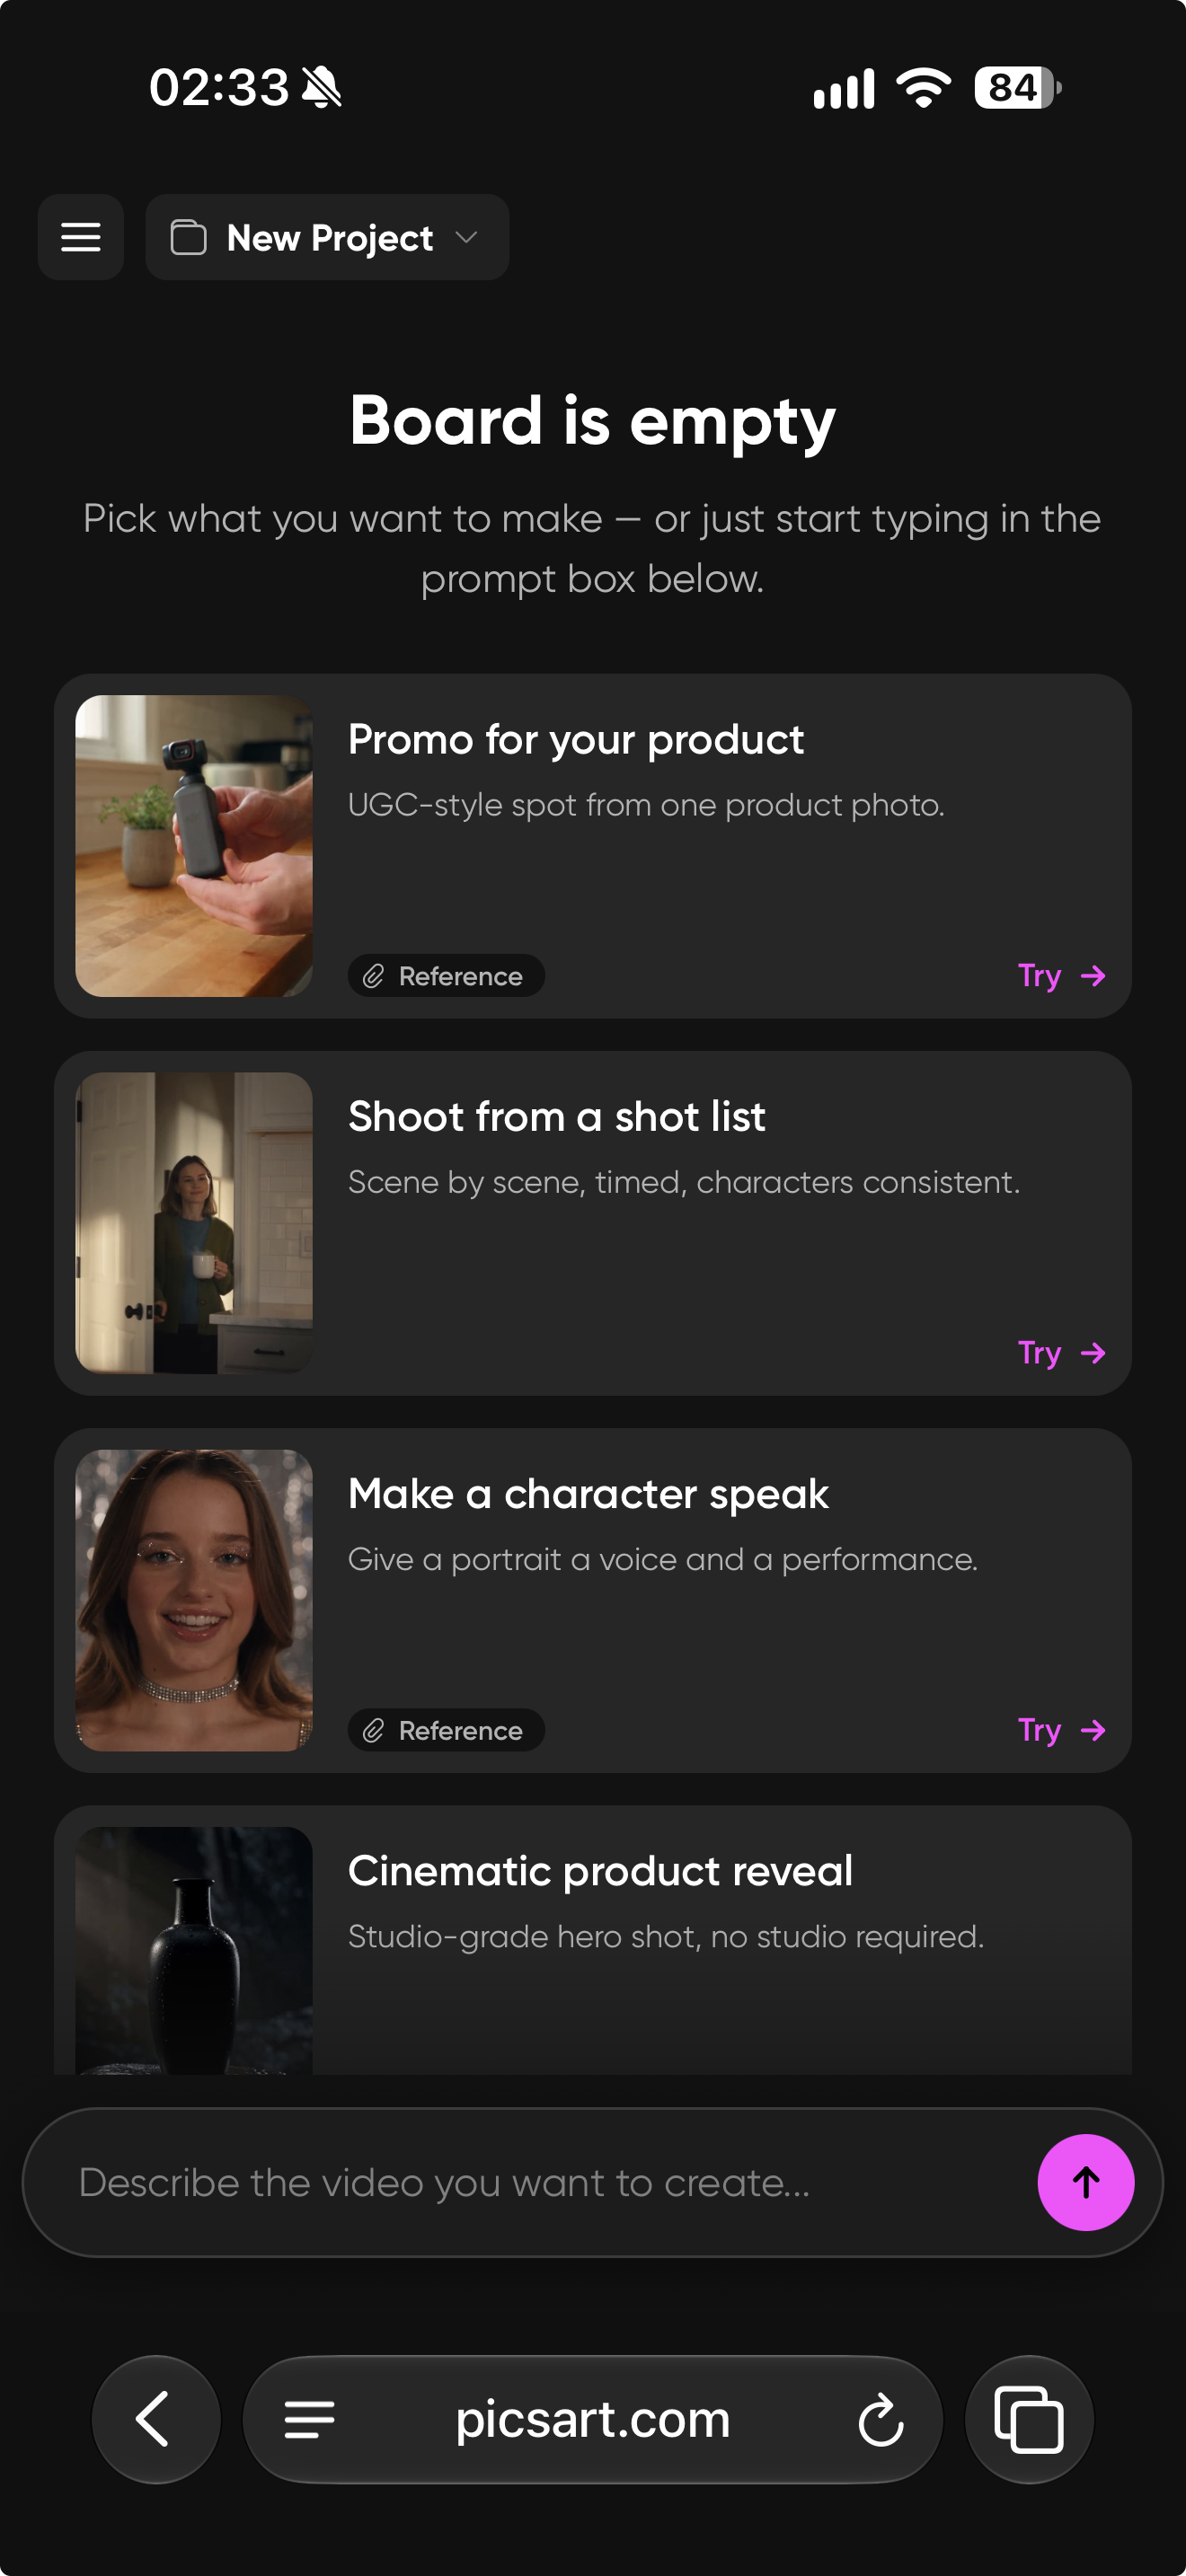 02:33
84
New Project
Board is empty
Pick what you want to make — or just start typing in the
prompt box below.
Promo for your product
UGC-style spot from one product photo.
Reference
Try →
Shoot from a shot list
Scene by scene, timed, characters consistent.
Try →
Make a character speak
Give a portrait a voice and a performance.
Reference
Try →
Cinematic product reveal
Studio-grade hero shot, no studio required.
Describe the video you want to create...
picsart.com